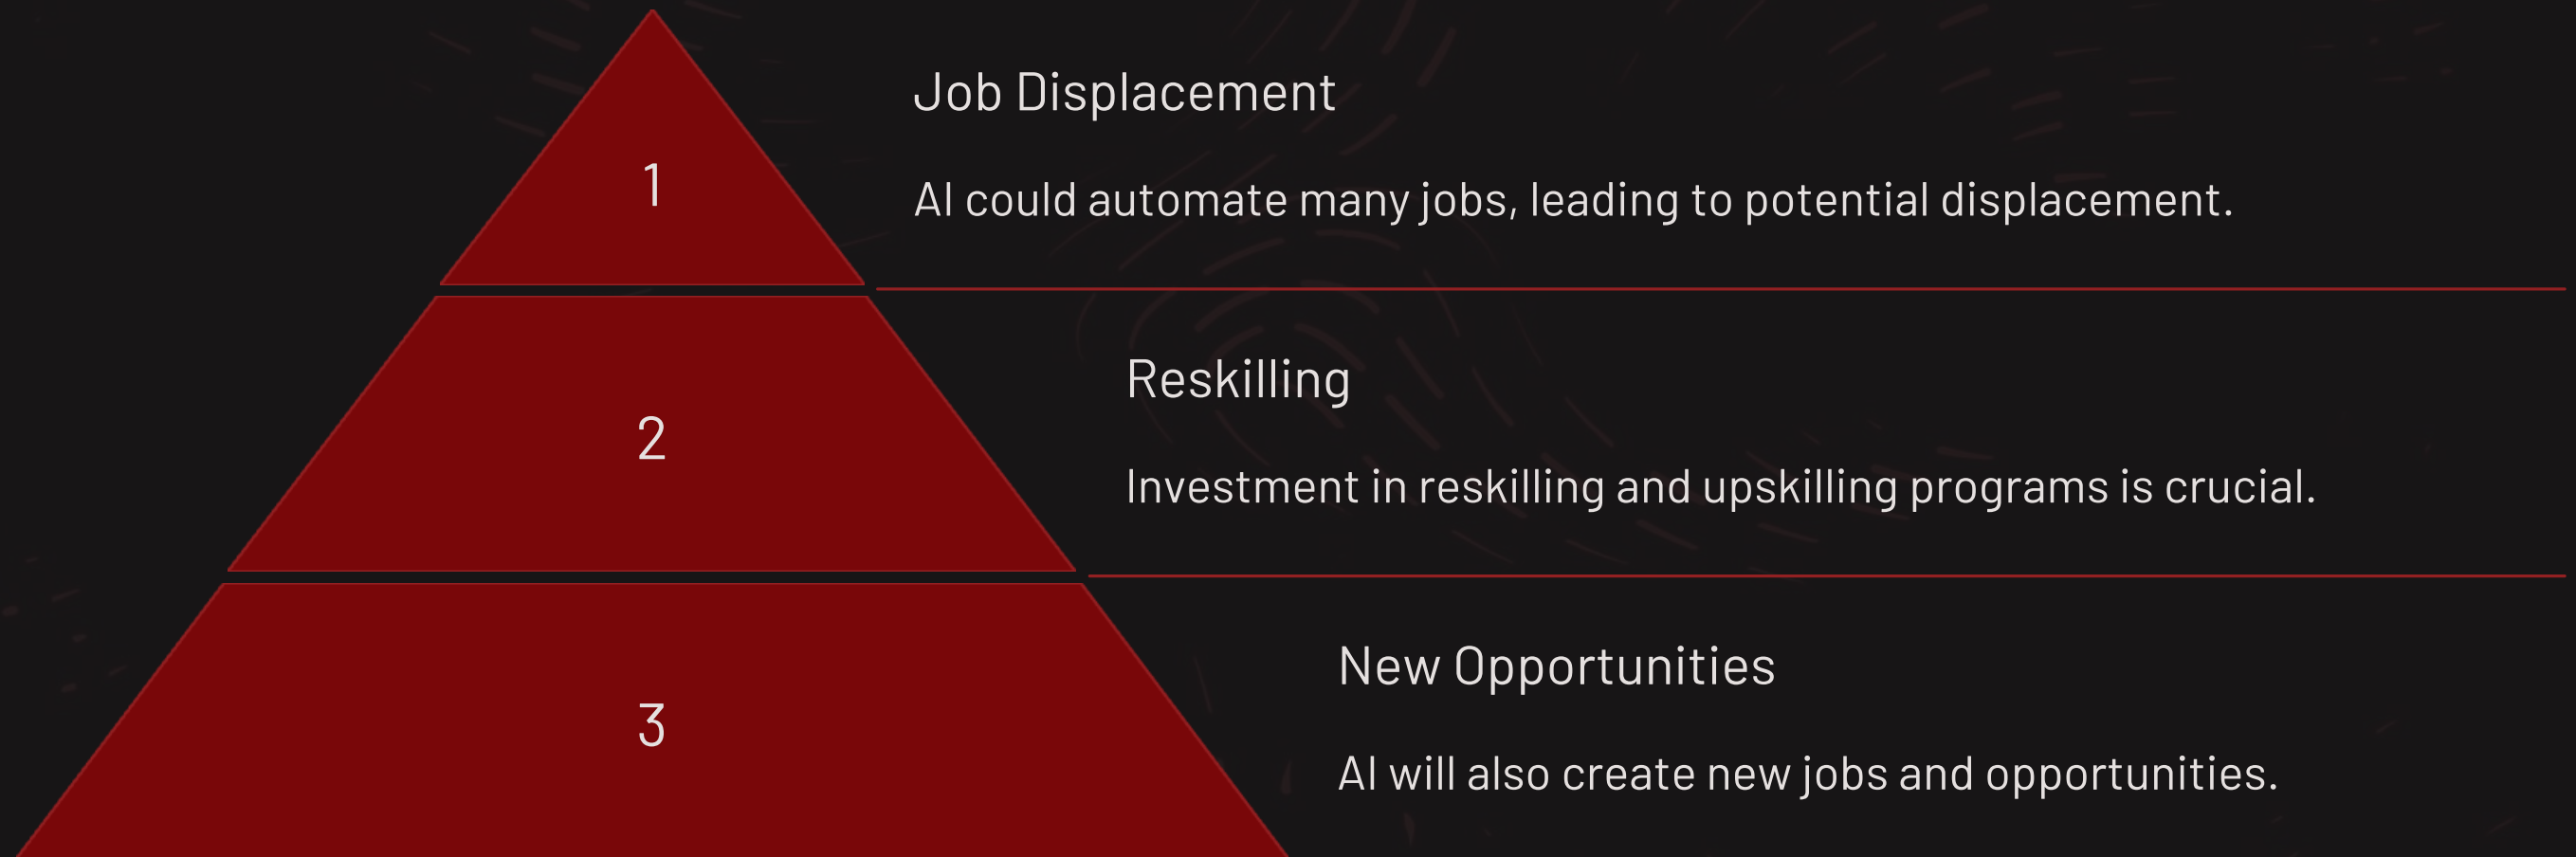 Job Displacement
1
AI could automate many jobs, leading to potential displacement.
Reskilling
2
Investment in reskilling and upskilling programs is crucial.
New Opportunities
3
AI will also create new jobs and opportunities.